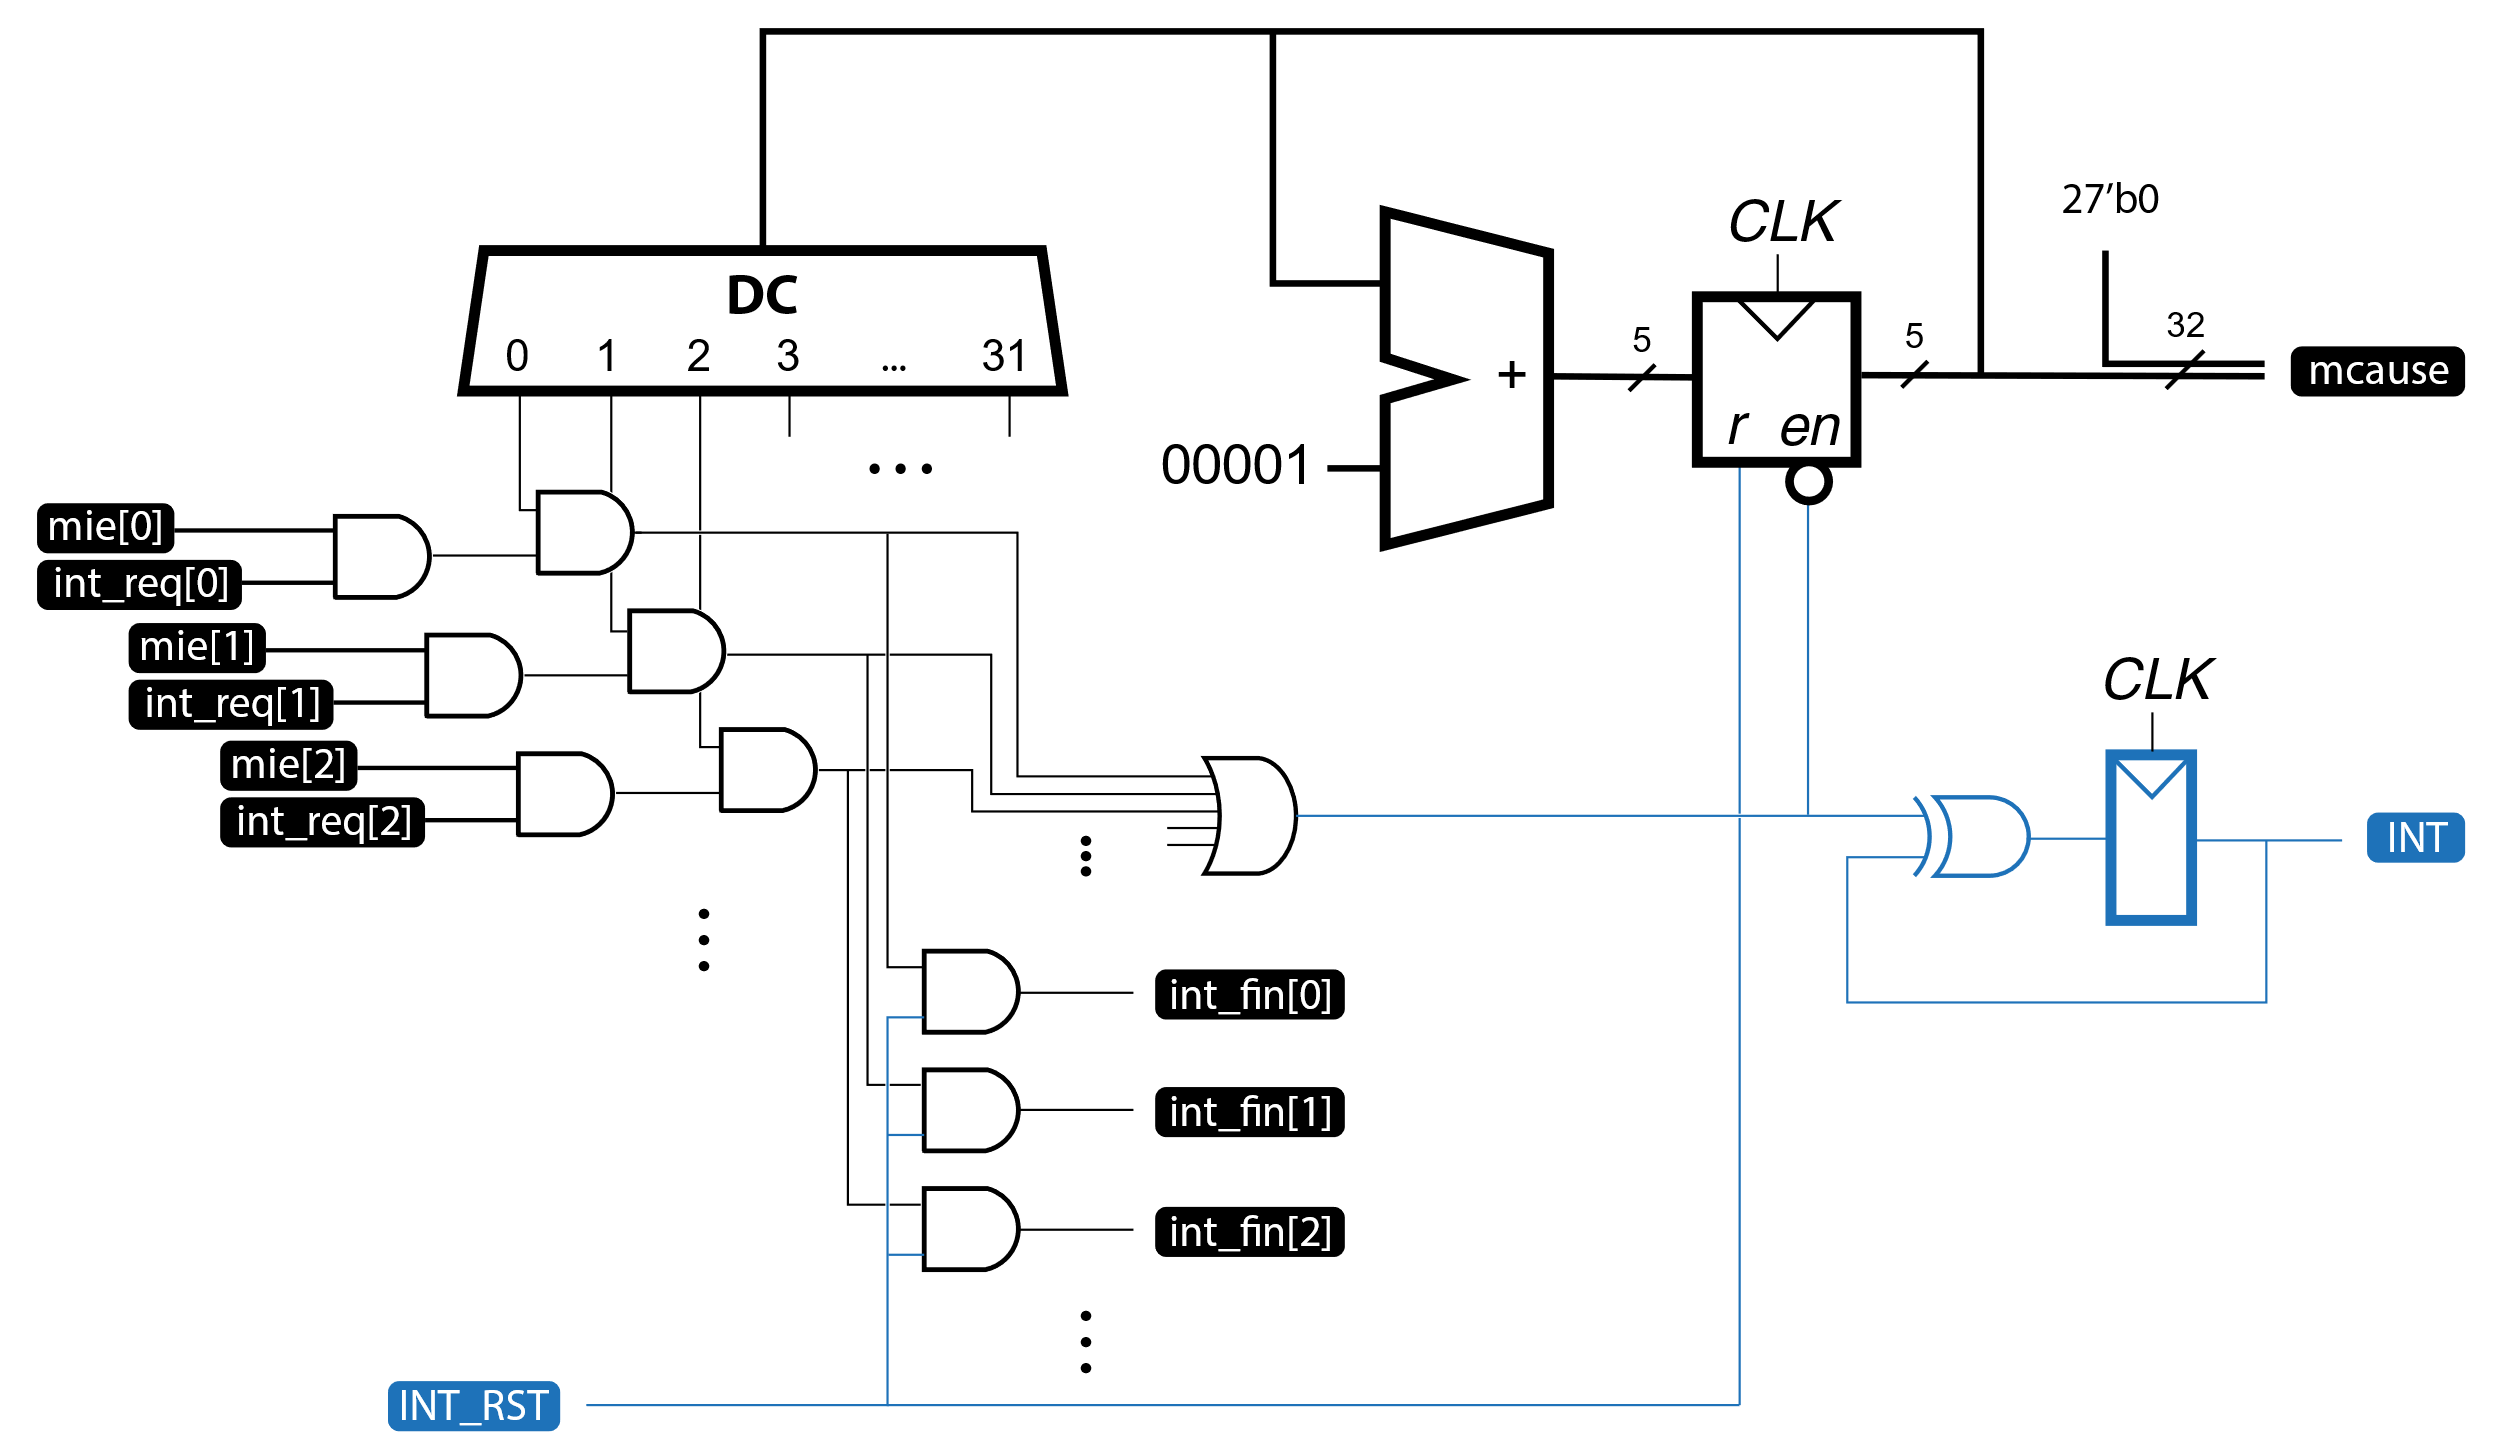 27'b0
CLK
DC
0 1 2 3 ... 31
5
5
32
mcause
+
r en
00001
mie[0]
int_req[0]
mie[1]
int_req[1]
CLK
mie[2]
int_req[2]
INT
int_fin[0]
int_fin[1]
int_fin[2]
INT_RST